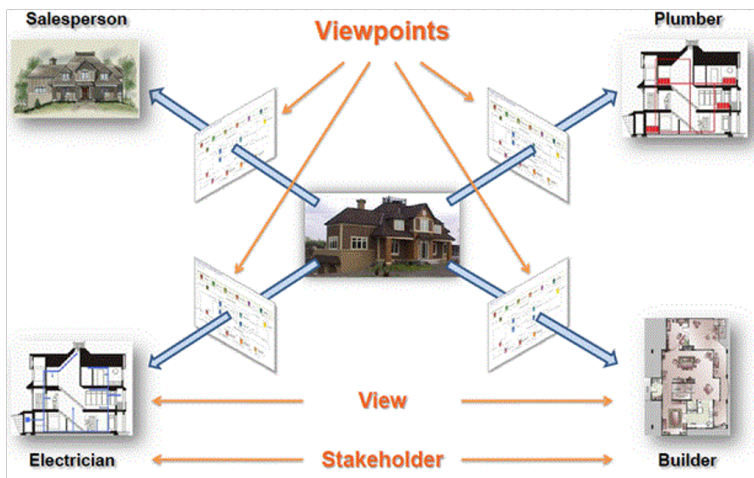 Salesperson
Viewpoints
Plumber
View
Electrician
Stakeholder
Builder